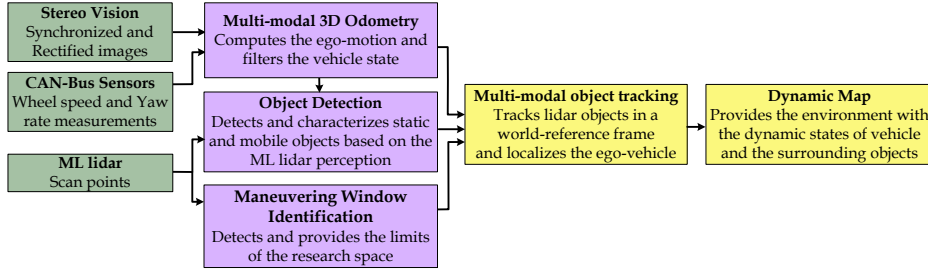 Stereo Vision
Synchronized and
Rectified images
CAN-Bus Sensors
Wheel speed and Yaw
rate measurements
ML lidar
Scan points
Multi-modal 3D Odometry
Computes the ego-motion and
filters the vehicle state
Object Detection
Detects and characterizes static
and mobile objects based on the
ML lidar perception
Maneuvering Window
Identification
Detects and provides the limits
of the research space
Multi-modal object tracking
Tracks lidar objects in a
world-reference frame
and localizes the ego-vehicle
Dynamic Map
Provides the environment with
the dynamic states of vehicle
and the surrounding objects